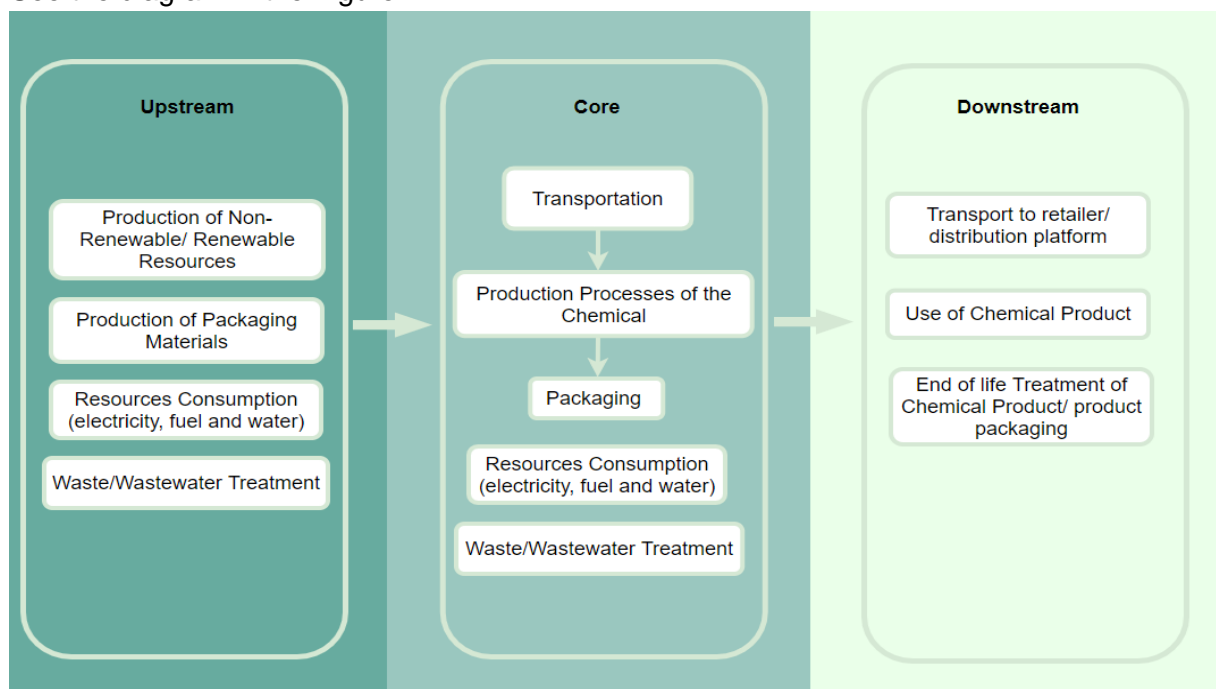 Upstream
Production of Non-
Renewable/ Renewable
Resources
Production of Packaging
Materials
Resources Consumption
(electricity, fuel and water)
Waste/Wastewater Treatment
Core
Transportation
Production Processes of the
Chemical
Packaging
Resources Consumption
(electricity, fuel and water)
Waste/Wastewater Treatment
Downstream
Transport to retailer/
distribution platform
Use of Chemical Product
End of life Treatment of
Chemical Product/ product
packaging